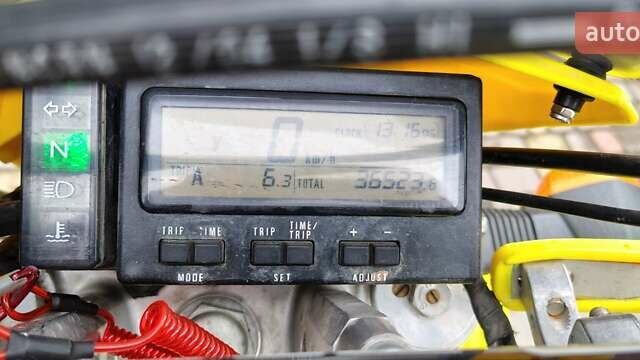 auto
0 KM/H
CLOCK 13:16
TRIP A 6.3 TOTAL 36523.6
N
TRIP TIME TRIP TIME/TRIP + -
MODE SET ADJUST